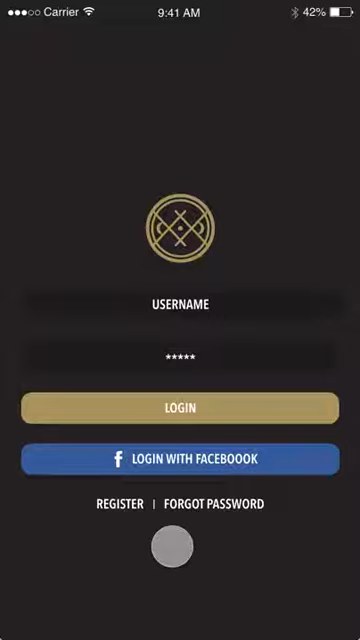 Carrier 9:41 AM 42%
USERNAME
*****
LOGIN
f LOGIN WITH FACEBOOOK
REGISTER | FORGOT PASSWORD